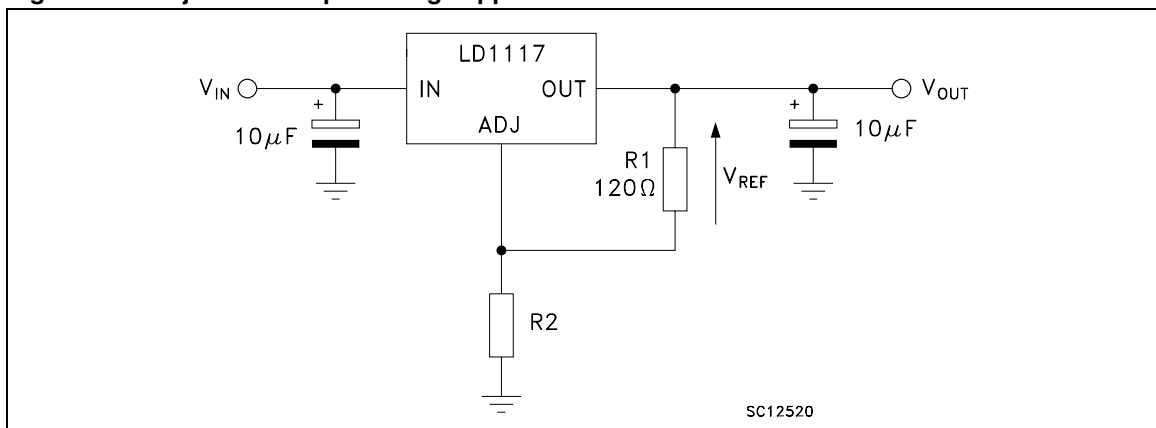 LD1117
V_IN
IN
OUT
V_OUT
+
+
10μF
ADJ
10μF
R1
120Ω
V_REF
R2
SC12520